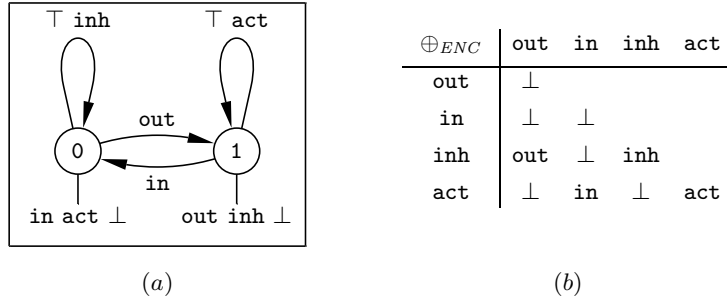 ⊤ inh ⊤ act
out
0 1
in
in act ⊥ out inh ⊥
(a)
⊕ENC out in inh act
out ⊥
in ⊥ ⊥
inh out ⊥ inh
act ⊥ in ⊥ act
(b)